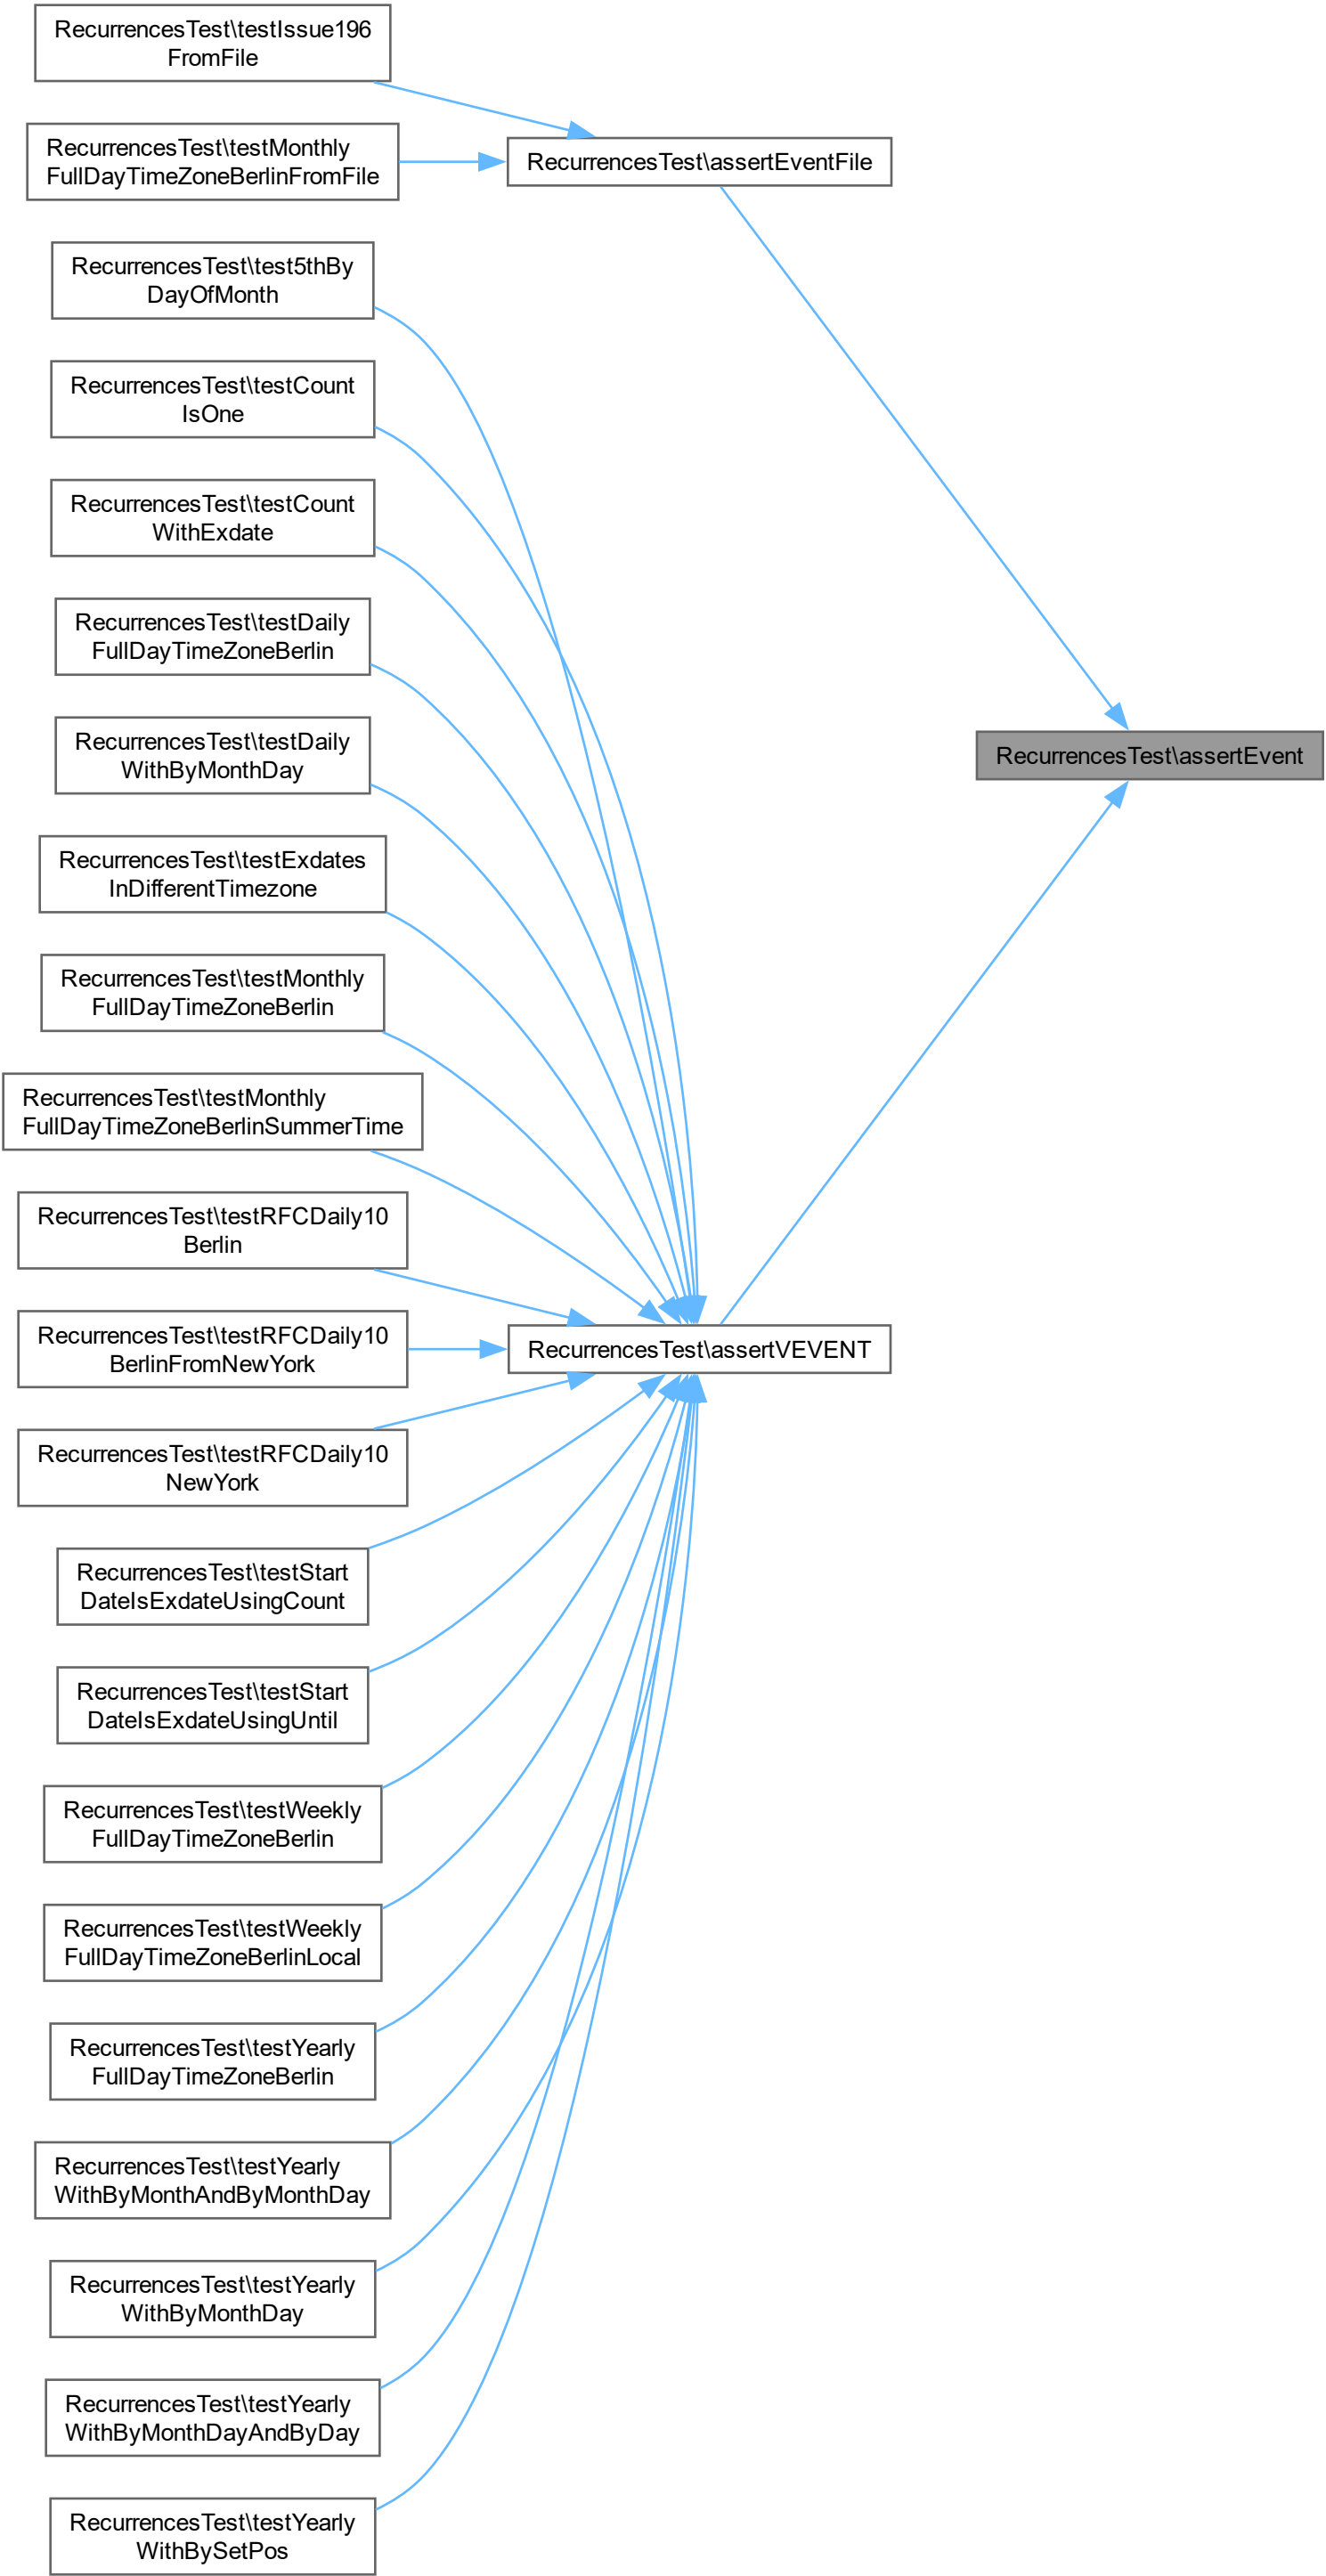 RecurrencesTest\testIssue196
FromFile
RecurrencesTest\testMonthly
FullDayTimeZoneBerlinFromFile
RecurrencesTest\assertEventFile
RecurrencesTest\test5thBy
DayOfMonth
RecurrencesTest\testCount
IsOne
RecurrencesTest\testCount
WithExdate
RecurrencesTest\testDaily
FullDayTimeZoneBerlin
RecurrencesTest\testDaily
WithByMonthDay
RecurrencesTest\assertEvent
RecurrencesTest\testExdates
InDifferentTimezone
RecurrencesTest\testMonthly
FullDayTimeZoneBerlin
RecurrencesTest\testMonthly
FullDayTimeZoneBerlinSummerTime
RecurrencesTest\testRFCDaily10
Berlin
RecurrencesTest\testRFCDaily10
BerlinFromNewYork
RecurrencesTest\assertVEVENT
RecurrencesTest\testRFCDaily10
NewYork
RecurrencesTest\testStart
DateIsExdateUsingCount
RecurrencesTest\testStart
DateIsExdateUsingUntil
RecurrencesTest\testWeekly
FullDayTimeZoneBerlin
RecurrencesTest\testWeekly
FullDayTimeZoneBerlinLocal
RecurrencesTest\testYearly
FullDayTimeZoneBerlin
RecurrencesTest\testYearly
WithByMonthAndByMonthDay
RecurrencesTest\testYearly
WithByMonthDay
RecurrencesTest\testYearly
WithByMonthDayAndByDay
RecurrencesTest\testYearly
WithBySetPos